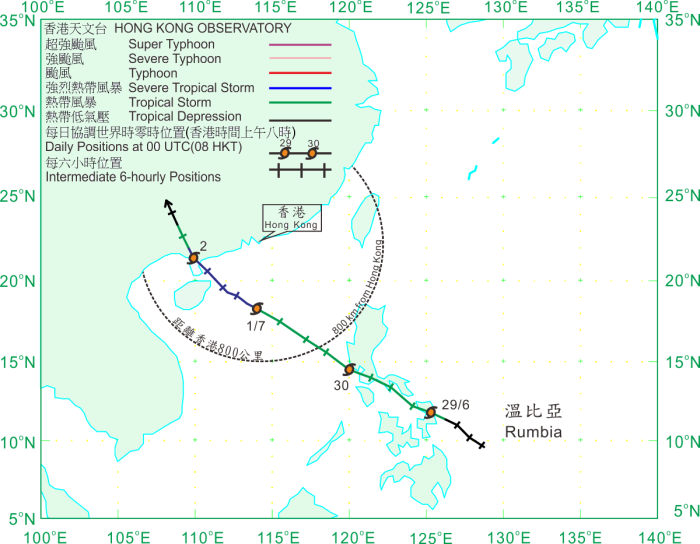 100°E 105°E 110°E 115°E 120°E 125°E 130°E 135°E 140°E
35°N 35°N
香港天文台 HONG KONG OBSERVATORY
超強颱風 Super Typhoon
強颱風 Severe Typhoon
颱風 Typhoon
強烈熱帶風暴 Severe Tropical Storm
熱帶風暴 Tropical Storm
熱帶低氣壓 Tropical Depression
30°N 30°N
每日協調世界時零時位置(香港時間上午八時)
Daily Positions at 00 UTC(08 HKT) 29 30
每六小時位置
Intermediate 6-hourly Positions
25°N 25°N
香港
Hong Kong
2
800 km from Hong Kong
20°N 20°N
1/7
距離香港800公里
15°N 15°N
30
29/6
溫比亞
Rumbia
10°N 10°N
5°N 5°N
100°E 105°E 110°E 115°E 120°E 125°E 130°E 135°E 140°E